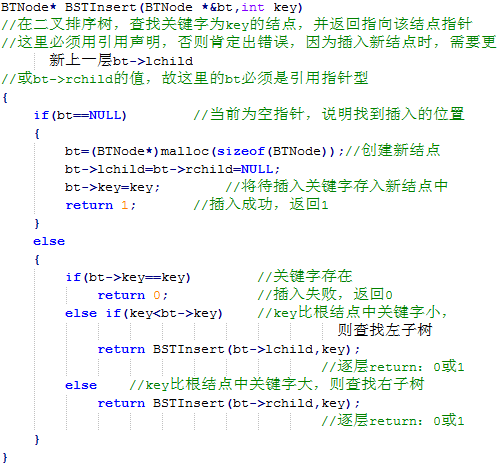 BTNode* BSTInsert(BTNode *&bt,int key)
//在二叉排序树，查找关键字为key的结点，并返回指向该结点指针
//这里必须用引用声明，否则肯定出错误，因为插入新结点时，需要更
新上一层bt->lchild
//或bt->rchild的值，故这里的bt必须是引用指针型
{
if(bt==NULL) //当前为空指针，说明找到插入的位置
{
bt=(BTNode*)malloc(sizeof(BTNode));//创建新结点
bt->lchild=bt->rchild=NULL;
bt->key=key; //将待插入关键字存入新结点中
return 1; //插入成功，返回1
}
else
{
if(bt->key==key) //关键字存在
return 0; //插入失败，返回0
else if(key<bt->key) //key比根结点中关键字小，
则查找左子树
return BSTInsert(bt->lchild,key);
//逐层return：0或1
else //key比根结点中关键字大，则查找右子树
return BSTInsert(bt->rchild,key);
//逐层return：0或1
}
}